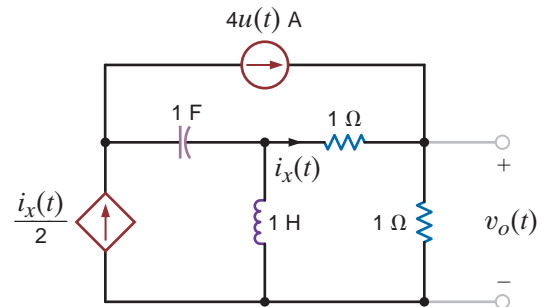 4u(t) A
1 F
1 Ω
i_x(t)
+
i_x(t)/2
1 H
1 Ω
v_o(t)
−